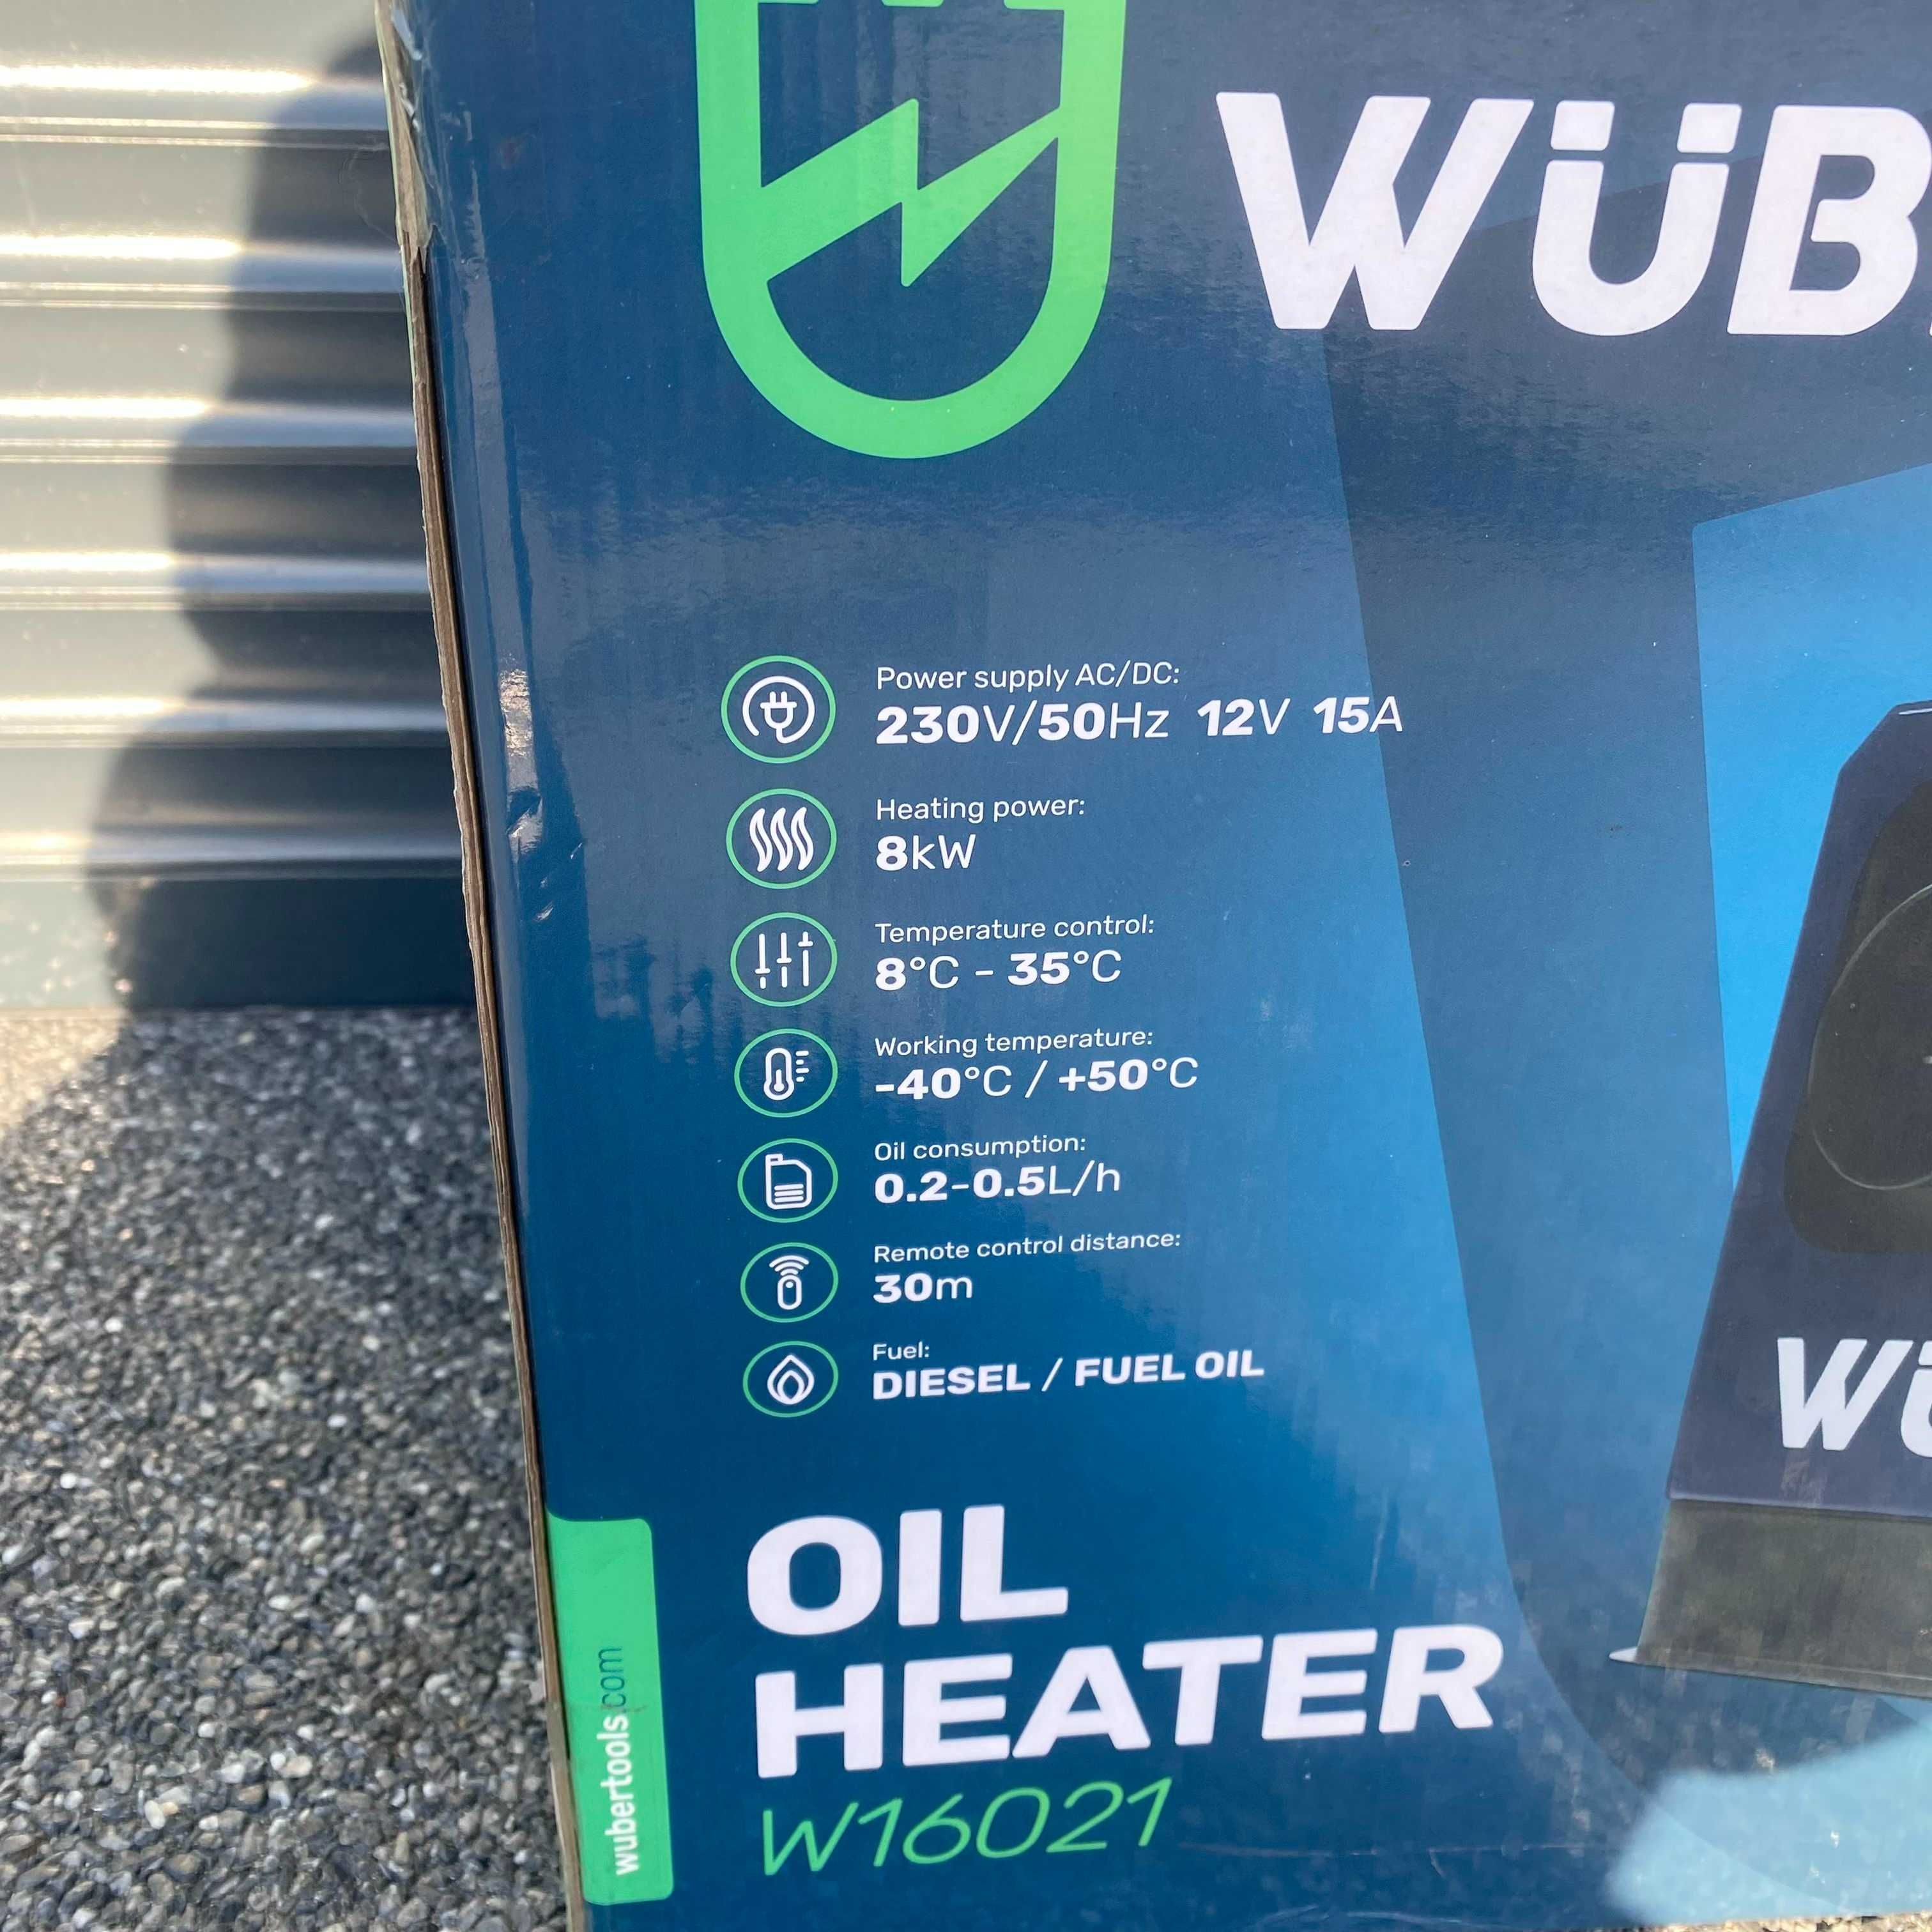 WÜB
Power supply AC/DC:
230V/50Hz 12V 15A
Heating power:
8kW
Temperature control:
8°C - 35°C
Working temperature:
-40°C / +50°C
Oil consumption:
0.2-0.5L/h
Remote control distance:
30m
Fuel:
DIESEL / FUEL OIL
WÜ
OIL
HEATER
W16021
wubertools.com